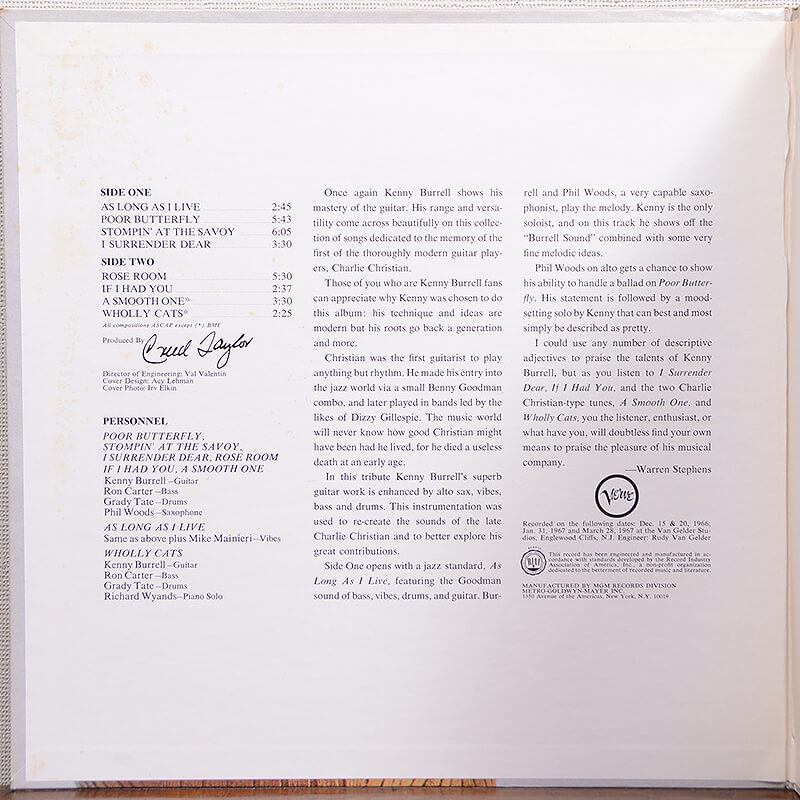 SIDE ONE
AS LONG AS I LIVE 2:45
POOR BUTTERFLY 5:43
STOMPIN' AT THE SAVOY 6:05
I SURRENDER DEAR 3:30
SIDE TWO
ROSE ROOM 5:30
IF I HAD YOU 2:37
A SMOOTH ONE* 3:30
WHOLLY CATS* 2:25
All compositions ASCAP except (*) BMI
Produced By Creed Taylor
Director of Engineering: Val Valentin
Cover Design: Acy Lehman
Cover Photo: Irv Elkin
PERSONNEL
POOR BUTTERFLY,
STOMPIN' AT THE SAVOY,
I SURRENDER DEAR, ROSE ROOM
IF I HAD YOU, A SMOOTH ONE
Kenny Burrell—Guitar
Ron Carter—Bass
Grady Tate—Drums
Phil Woods—Saxophone
AS LONG AS I LIVE
Same as above plus Mike Mainieri—Vibes
WHOLLY CATS
Kenny Burrell—Guitar
Ron Carter—Bass
Grady Tate—Drums
Richard Wyands—Piano Solo
Once again Kenny Burrell shows his
mastery of the guitar. His range and versa-
tility come across beautifully on this collec-
tion of songs dedicated to the memory of the
first of the thoroughly modern guitar play-
ers, Charlie Christian.
Those of you who are Kenny Burrell fans
can appreciate why Kenny was chosen to do
this album: his technique and ideas are
modern but his roots go back a generation
and more.
Christian was the first guitarist to play
anything but rhythm. He made his entry into
the jazz world via a small Benny Goodman
combo, and later played in bands led by the
likes of Dizzy Gillespie. The music world
will never know how good Christian might
have been had he lived, for he died a useless
death at an early age.
In this tribute Kenny Burrell's superb
guitar work is enhanced by alto sax, vibes,
bass and drums. This instrumentation was
used to re-create the sounds of the late
Charlie Christian and to better explore his
great contributions.
Side One opens with a jazz standard, As
Long As I Live, featuring the Goodman
sound of bass, vibes, drums, and guitar. Bur-
rell and Phil Woods, a very capable saxo-
phonist, play the melody. Kenny is the only
soloist, and on this track he shows off the
"Burrell Sound" combined with some very
fine melodic ideas.
Phil Woods on alto gets a chance to show
his ability to handle a ballad on Poor Butter-
fly. His statement is followed by a mood-
setting solo by Kenny that can best and most
simply be described as pretty.
I could use any number of descriptive
adjectives to praise the talents of Kenny
Burrell, but as you listen to I Surrender
Dear, If I Had You, and the two Charlie
Christian-type tunes, A Smooth One, and
Wholly Cats, you the listener, enthusiast, or
what have you, will doubtless find your own
means to praise the pleasure of his musical
company.
—Warren Stephens
Verve
Recorded on the following dates: Dec. 15 & 20, 1966;
Jan. 31, 1967 and March 28, 1967 at the Van Gelder Stu-
dios, Englewood Cliffs, N.J. Engineer: Rudy Van Gelder
This record has been engineered and manufactured in ac-
cordance with standards developed by the Record Industry
Association of America, Inc., a non-profit organization
dedicated to the betterment of recorded music and literature.
MANUFACTURED BY MGM RECORDS DIVISION
METRO-GOLDWYN-MAYER INC.
1350 Avenue of the Americas, New York, N.Y. 10019